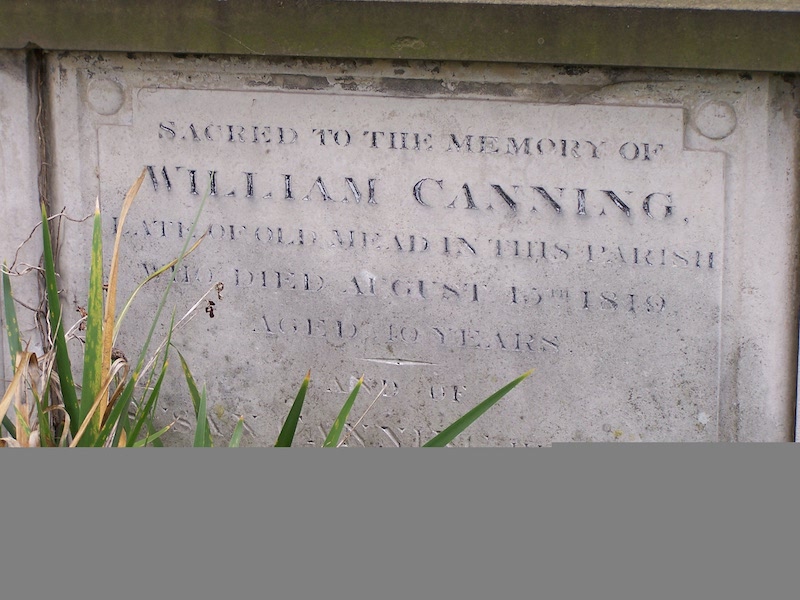 SACRED TO THE MEMORY OF
WILLIAM CANNING,
LATE OF OLD MEAD IN THIS PARISH
WHO DIED AUGUST 15TH 1819.
AGED 40 YEARS.
AND OF